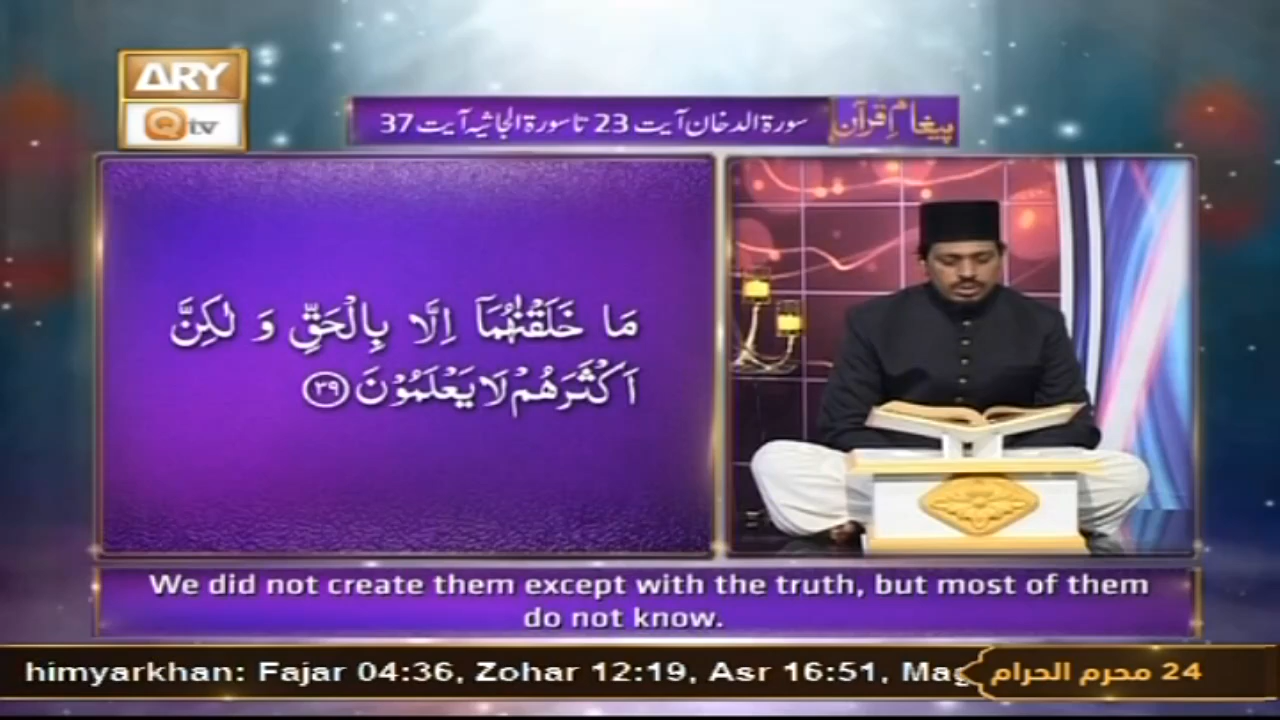 ARY
Qtv
پیغامِ قرآن
سورۃ الدخان آیت 23 تا سورۃ الجاثیہ آیت 37
مَا خَلَقْنٰهُمَاۤ اِلَّا بِالْحَقِّ وَ لٰكِنَّ
اَكْثَرَهُمْ لَا یَعْلَمُوْنَ ﴿۳۹﴾
We did not create them except with the truth, but most of them
do not know.
himyarkhan: Fajar 04:36, Zohar 12:19, Asr 16:51, Mag
24 محرم الحرام